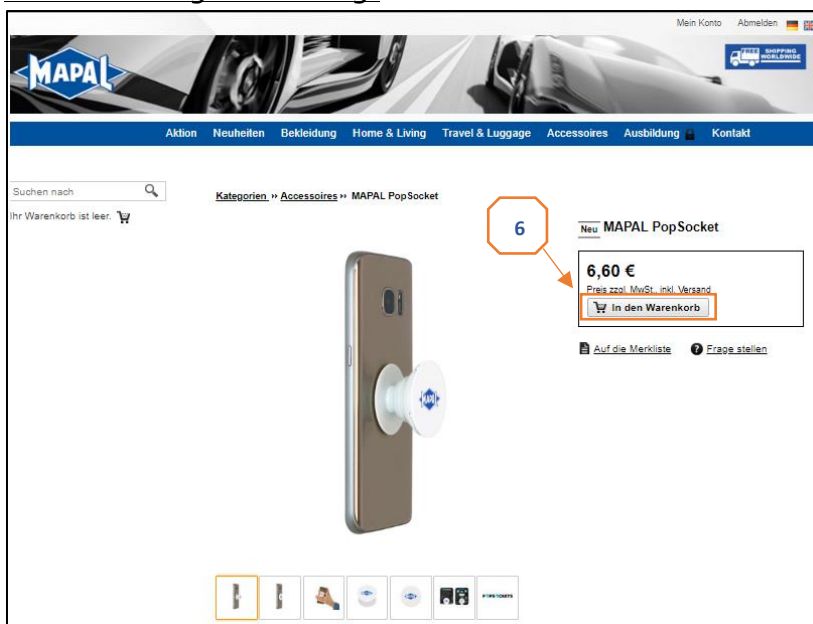 Mein Konto Abmelden
MAPAL
FREE SHIPPING WORLDWIDE
Aktion Neuheiten Bekleidung Home & Living Travel & Luggage Accessoires Ausbildung Kontakt
Suchen nach
Ihr Warenkorb ist leer.
Kategorien » Accessoires » MAPAL PopSocket
6
Neu MAPAL PopSocket
6,60 €
Preis zzgl. MwSt., inkl. Versand
In den Warenkorb
Auf die Merkliste ? Frage stellen
MAPAL